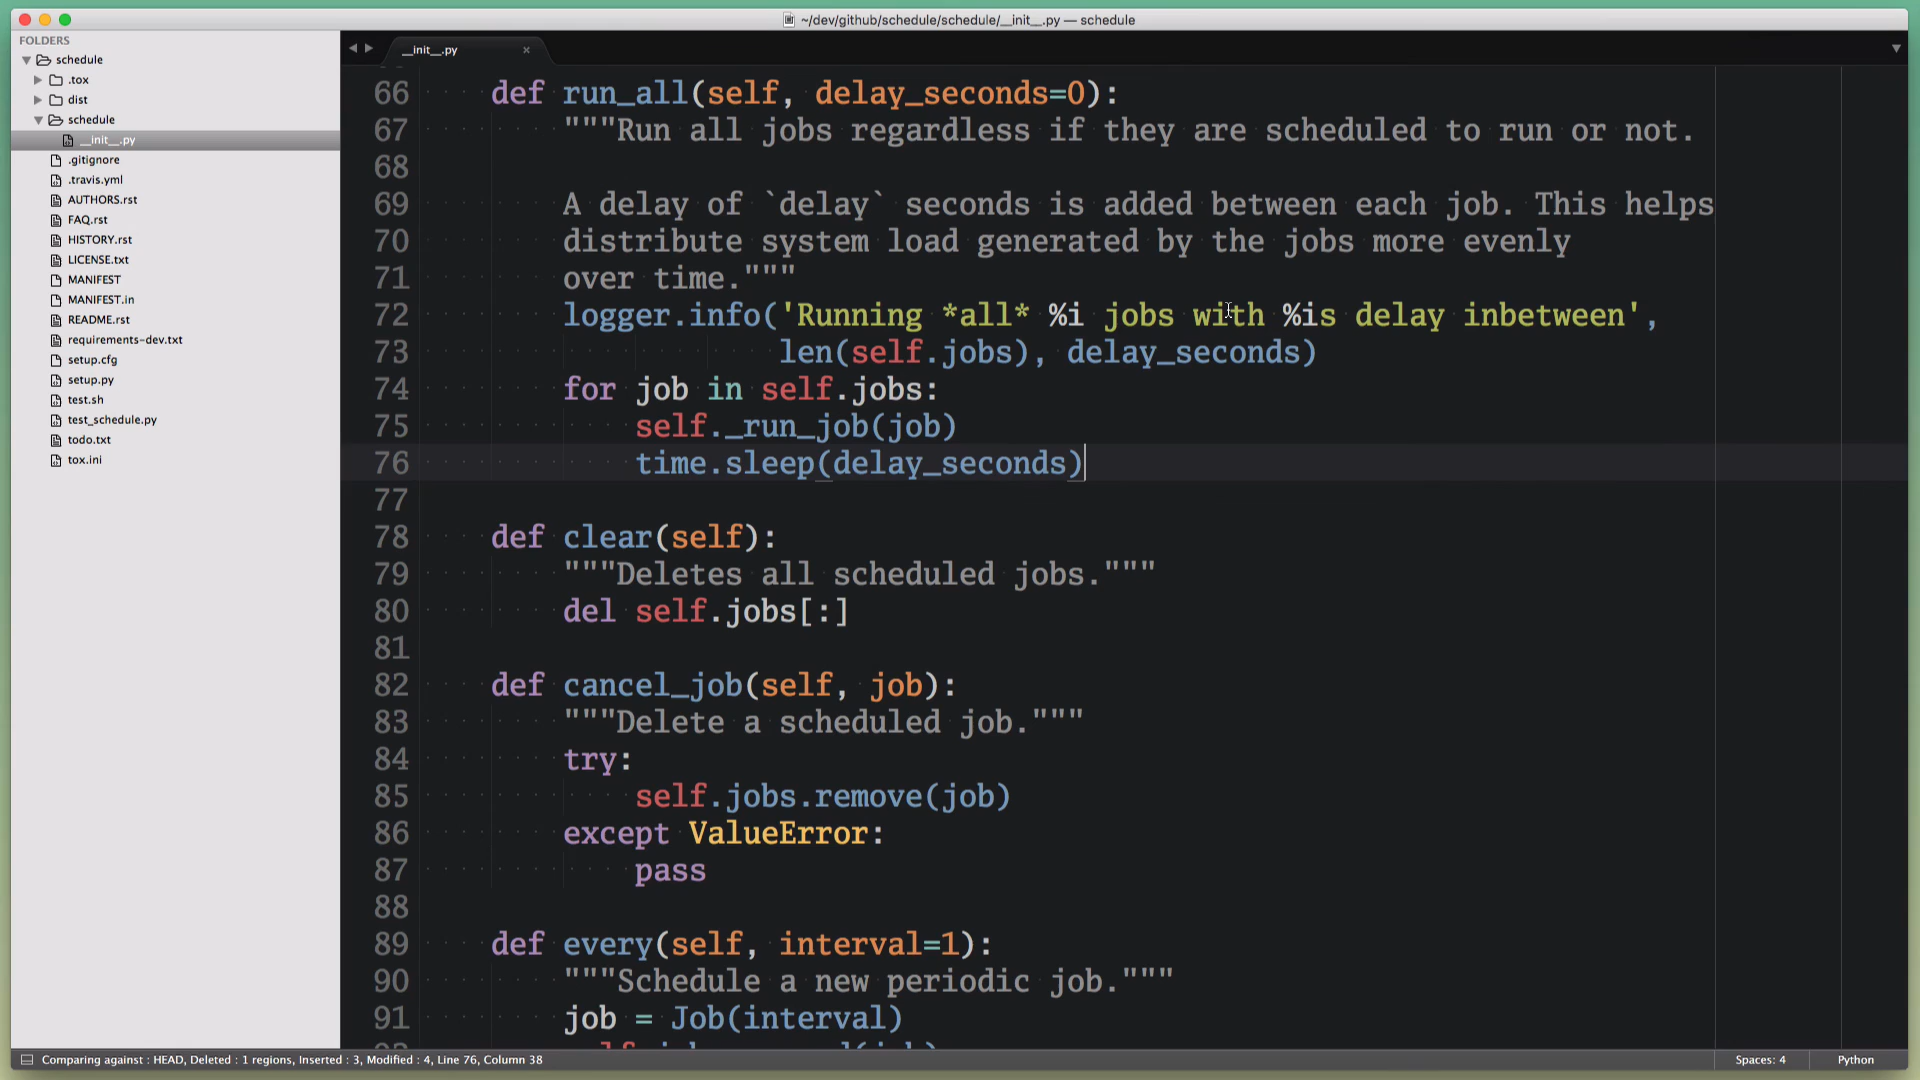 ~/dev/github/schedule/schedule/__init__.py — schedule
FOLDERS
schedule
.tox
dist
schedule
__init__.py
.gitignore
.travis.yml
AUTHORS.rst
FAQ.rst
HISTORY.rst
LICENSE.txt
MANIFEST
MANIFEST.in
README.rst
requirements-dev.txt
setup.cfg
setup.py
test.sh
test_schedule.py
todo.txt
tox.ini
__init__.py ×
66 def run_all(self, delay_seconds=0):
67 """Run all jobs regardless if they are scheduled to run or not.
68
69 A delay of `delay` seconds is added between each job. This helps
70 distribute system load generated by the jobs more evenly
71 over time."""
72 logger.info('Running *all* %i jobs with %is delay inbetween',
73 len(self.jobs), delay_seconds)
74 for job in self.jobs:
75 self._run_job(job)
76 time.sleep(delay_seconds)
77
78 def clear(self):
79 """Deletes all scheduled jobs."""
80 del self.jobs[:]
81
82 def cancel_job(self, job):
83 """Delete a scheduled job."""
84 try:
85 self.jobs.remove(job)
86 except ValueError:
87 pass
88
89 def every(self, interval=1):
90 """Schedule a new periodic job."""
91 job = Job(interval)
Comparing against : HEAD, Deleted : 1 regions, Inserted : 3, Modified : 4, Line 76, Column 38
Spaces: 4
Python